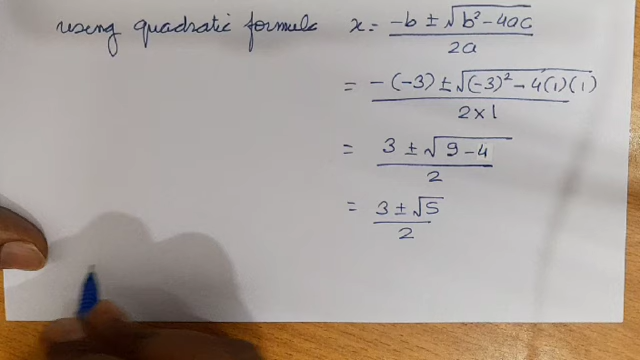 using quadratic formula x = -b ± √b² - 4ac / 2a
= -(-3) ± √(-3)² - 4(1)(1) / 2×1
= 3 ± √9 - 4 / 2
= 3 ± √5 / 2